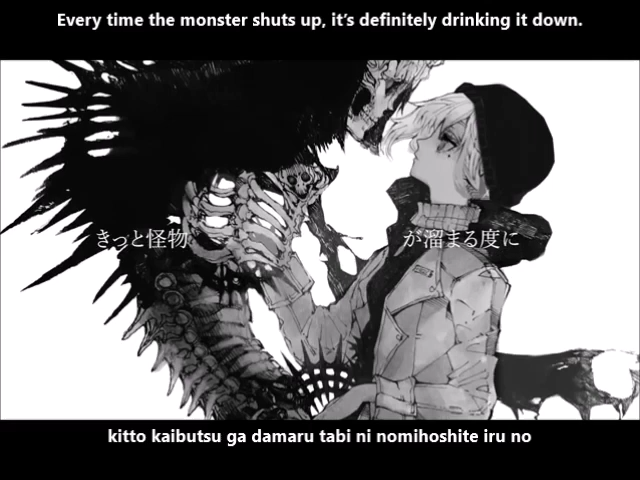 Every time the monster shuts up, it's definitely drinking it down.
きっと怪物 が溜まる度に
kitto kaibutsu ga damaru tabi ni nomihoshite iru no